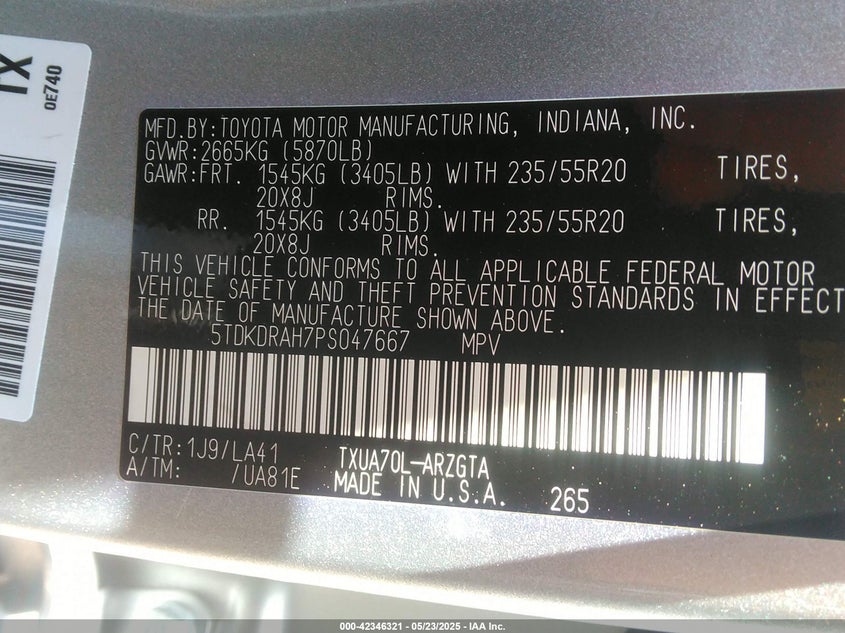 TX
0E740
MFD.BY:TOYOTA MOTOR MANUFACTURING, INDIANA, INC.
GVWR:2665KG (5870LB)
GAWR:FRT. 1545KG (3405LB) WITH 235/55R20 TIRES,
20X8J RIMS.
RR. 1545KG (3405LB) WITH 235/55R20 TIRES,
20X8J RIMS.
THIS VEHICLE CONFORMS TO ALL APPLICABLE FEDERAL MOTOR
VEHICLE SAFETY AND THEFT PREVENTION STANDARDS IN EFFECT
THE DATE OF MANUFACTURE SHOWN ABOVE.
5TDKDRAH7PS047667 MPV
C/TR:1J9/LA41 TXUA70L-ARZGTA
A/TM: /UA81E MADE IN U.S.A. 265
000-42346321 - 05/23/2025 - IAA Inc.